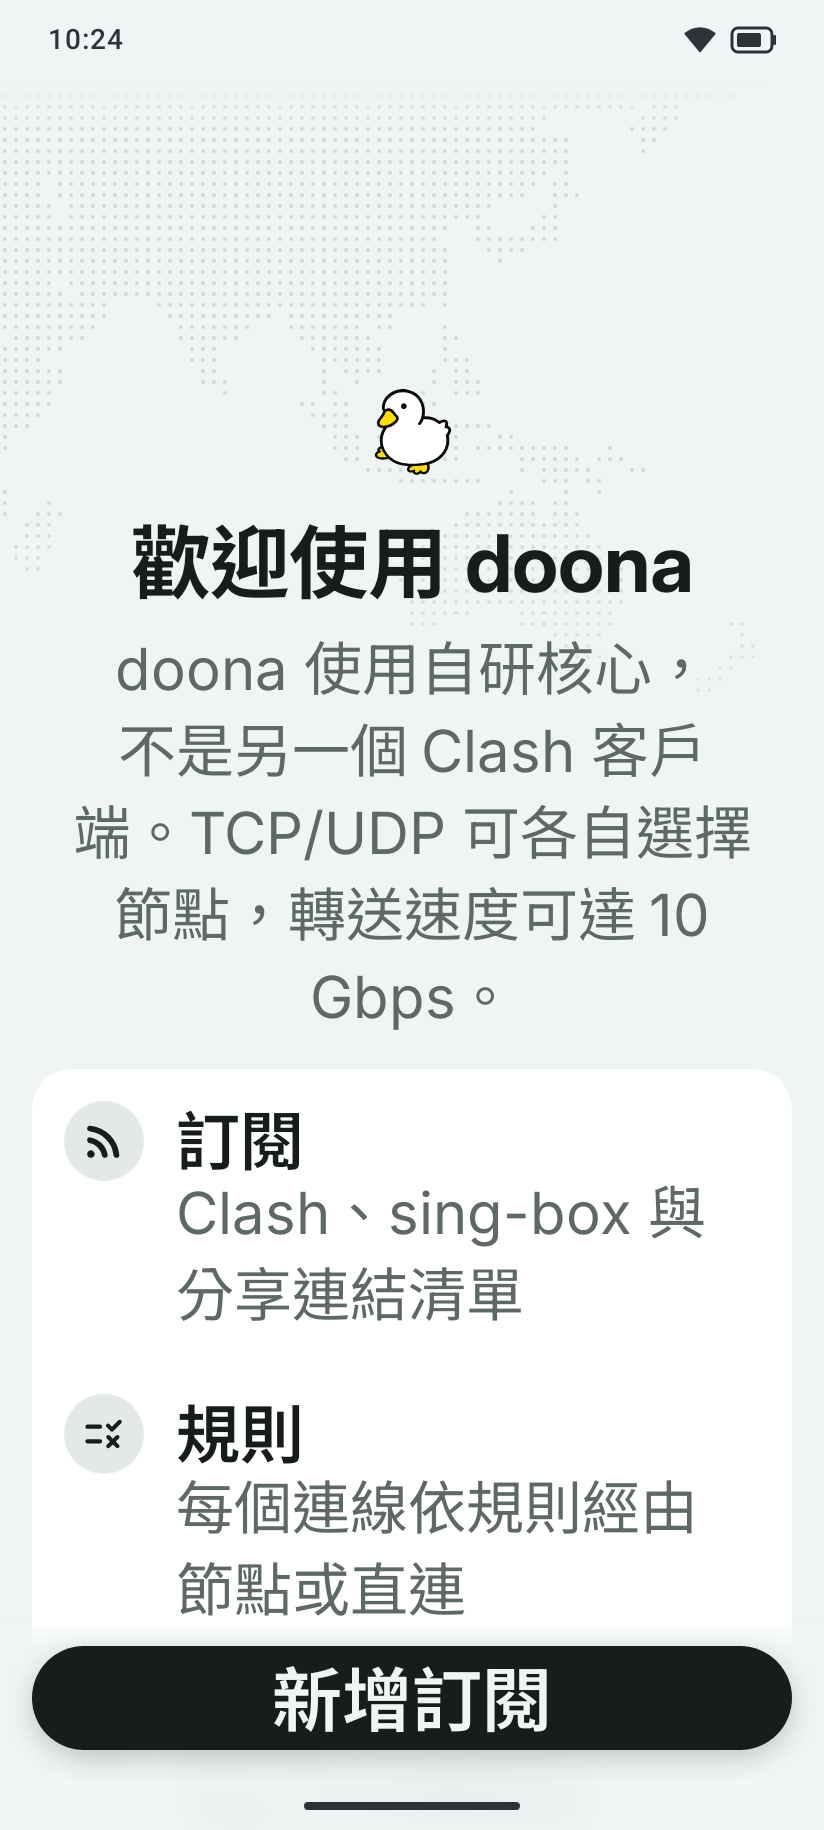 10:24
歡迎使用 doona
doona 使用自研核心，
不是另一個 Clash 客戶
端。TCP/UDP 可各自選擇
節點，轉送速度可達 10
Gbps。
訂閱
Clash、sing-box 與
分享連結清單
規則
每個連線依規則經由
節點或直連
新增訂閱